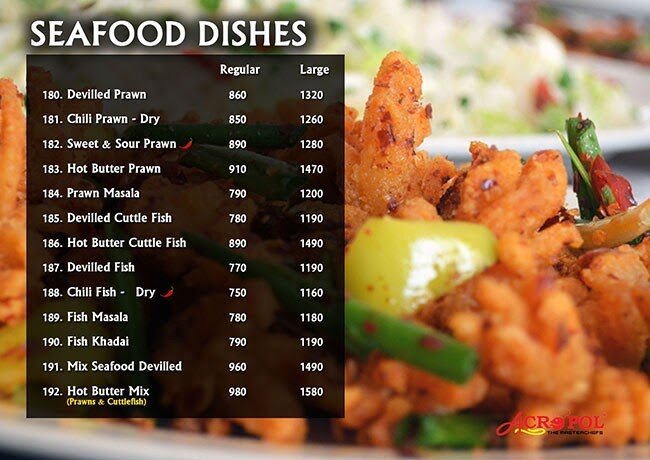 SEAFOOD DISHES
Regular Large
180. Devilled Prawn 860 1320
181. Chili Prawn - Dry 850 1260
182. Sweet & Sour Prawn 890 1280
183. Hot Butter Prawn 910 1470
184. Prawn Masala 790 1200
185. Devilled Cuttle Fish 780 1190
186. Hot Butter Cuttle Fish 890 1490
187. Devilled Fish 770 1190
188. Chili Fish - Dry 750 1160
189. Fish Masala 780 1180
190. Fish Khadai 790 1190
191. Mix Seafood Devilled 960 1490
192. Hot Butter Mix 980 1580
(Prawns & Cuttlefish)
ACROPOL
THE MASTERCHEFS